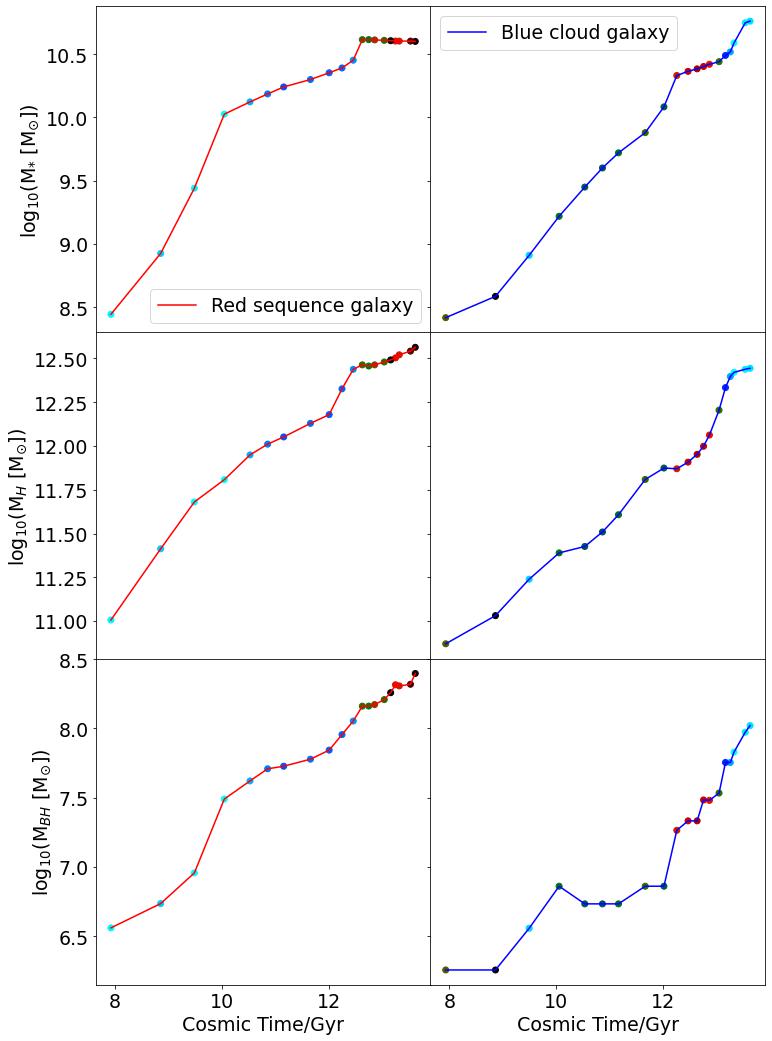 log₁₀(M* [M⊙])
10.5
10.0
9.5
9.0
8.5
Red sequence galaxy
Blue cloud galaxy
log₁₀(M_H [M⊙])
12.50
12.25
12.00
11.75
11.50
11.25
11.00
log₁₀(M_BH [M⊙])
8.5
8.0
7.5
7.0
6.5
8 10 12
8 10 12
Cosmic Time/Gyr
Cosmic Time/Gyr